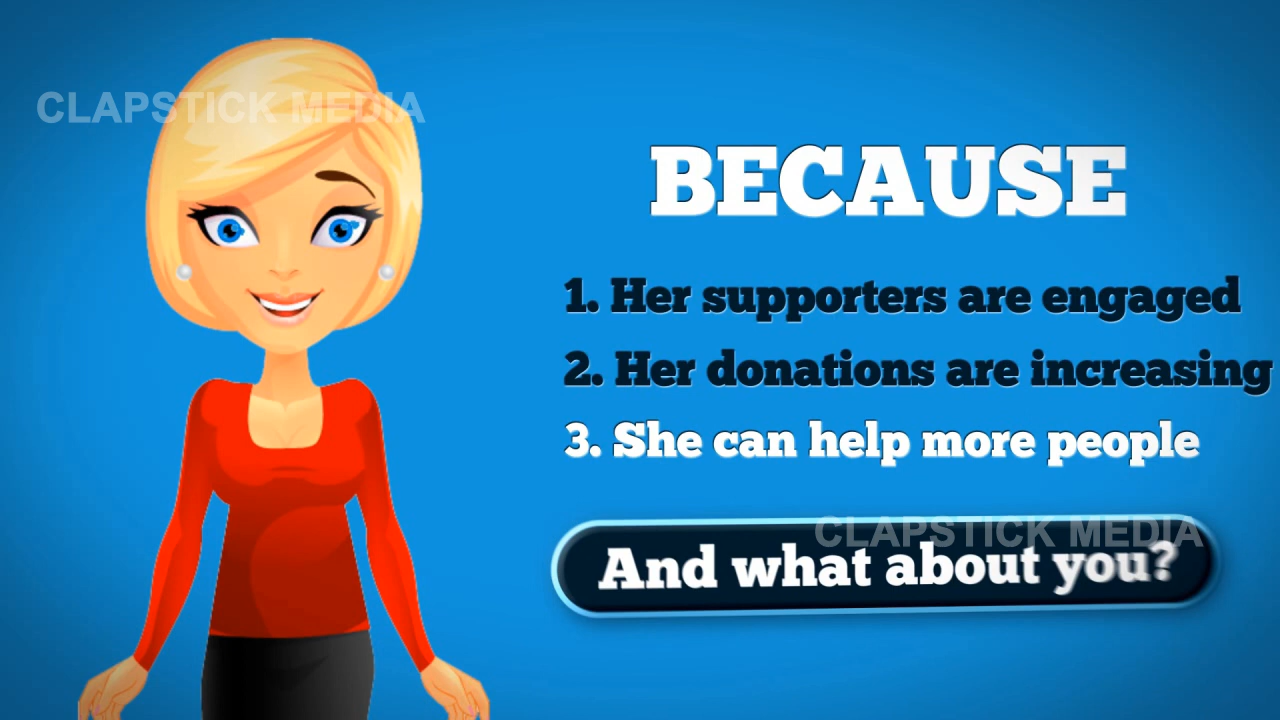 CLAPSTICK MEDIA
BECAUSE
1. Her supporters are engaged
2. Her donations are increasing
3. She can help more people
CLAPSTICK MEDIA
And what about you?